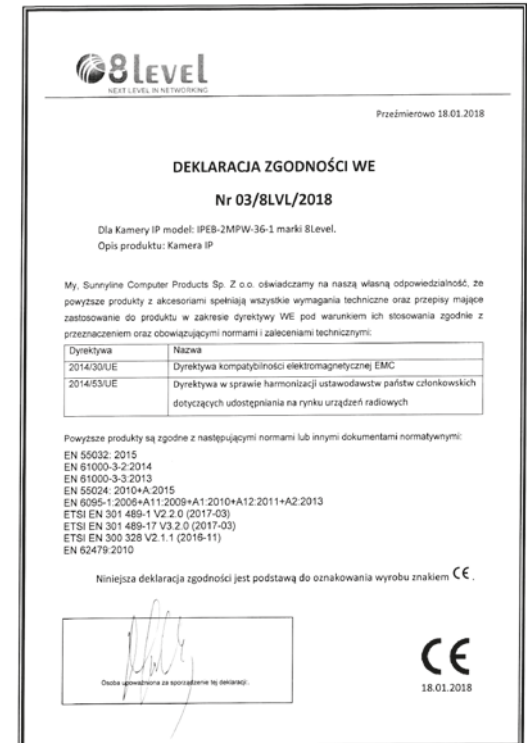 8level
NEXT LEVEL IN NETWORKING
Przeźmierowo 18.01.2018
DEKLARACJA ZGODNOŚCI WE
Nr 03/8LVL/2018
Dla Kamery IP model: IPEB-2MPW-36-1 marki 8Level.
Opis produktu: Kamera IP
My, Sunnyline Computer Products Sp. Z o.o. oświadczamy na naszą własną odpowiedzialność, że
powyższe produkty z akcesoriami spełniają wszystkie wymagania techniczne oraz przepisy mające
zastosowanie do produktu w zakresie dyrektywy WE pod warunkiem ich stosowania zgodnie z
przeznaczeniem oraz obowiązującymi normami i zaleceniami technicznymi:
Dyrektywa Nazwa
2014/30/UE Dyrektywa kompatybilności elektromagnetycznej EMC
2014/53/UE Dyrektywa w sprawie harmonizacji ustawodawstw państw członkowskich
dotyczących udostępniania na rynku urządzeń radiowych
Powyższe produkty są zgodne z następującymi normami lub innymi dokumentami normatywnymi:
EN 55032: 2015
EN 61000-3-2:2014
EN 61000-3-3:2013
EN 55024: 2010+A:2015
EN 6095-1:2006+A11:2009+A1:2010+A12:2011+A2:2013
ETSI EN 301 489-1 V2.2.0 (2017-03)
ETSI EN 301 489-17 V3.2.0 (2017-03)
ETSI EN 300 328 V2.1.1 (2016-11)
EN 62479:2010
Niniejsza deklaracja zgodności jest podstawą do oznakowania wyrobu znakiem CE .
Osoba upoważniona za sporządzenie tej deklaracji.
CE
18.01.2018